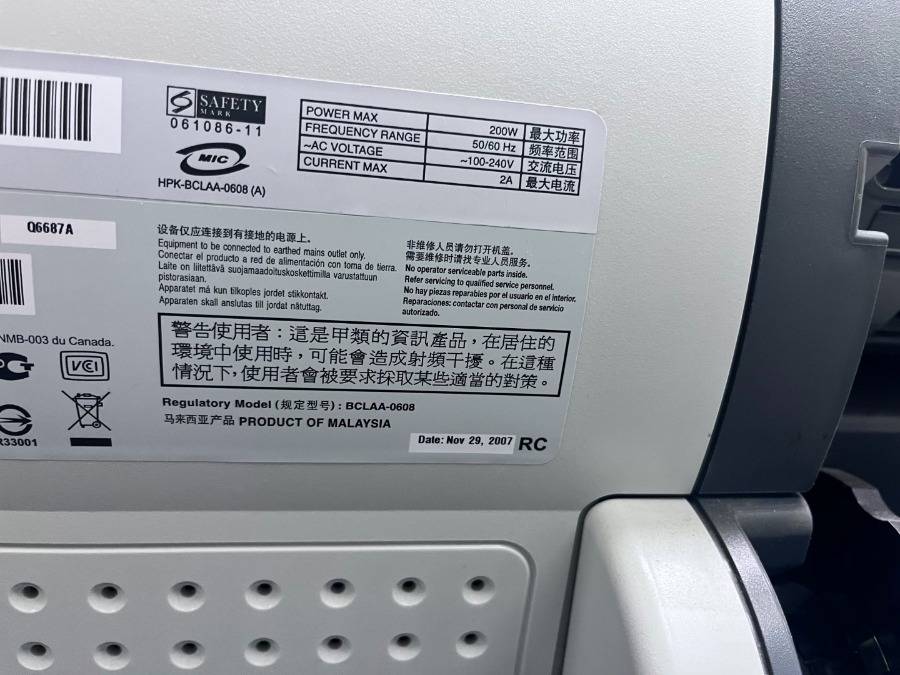 SAFETY
MARK
061086-11
MIC
HPK-BCLAA-0608 (A)
POWER MAX 200W 最大功率
FREQUENCY RANGE 50/60 Hz 频率范围
~AC VOLTAGE ~100-240V 交流电压
CURRENT MAX 2A 最大电流
Q6687A
设备仅应连接到有接地的电源上。
Equipment to be connected to earthed mains outlet only.
Conectar el producto a red de alimentación con toma de tierra.
Laite on liitettävä suojamaadoituskoskettimilla varustattuun
pistorasiaan.
Apparatet må kun tilkoples jordet stikkontakt.
Apparaten skall anslutas till jordat nätuttag.
非维修人员请勿打开机盖。
需要维修时请找专业人员服务。
No operator serviceable parts inside.
Refer servicing to qualified service personnel.
No hay piezas reparables por el usuario en el interior.
Reparaciones: contactar con personal de servicio
autorizado.
警告使用者：這是甲類的資訊產品，在居住的
環境中使用時，可能會造成射頻干擾。在這種
情況下，使用者會被要求採取某些適當的對策。
NMB-003 du Canada.
VCI
R33001
Regulatory Model (规定型号) : BCLAA-0608
马来西亚产品 PRODUCT OF MALAYSIA
Date: Nov 29, 2007 RC